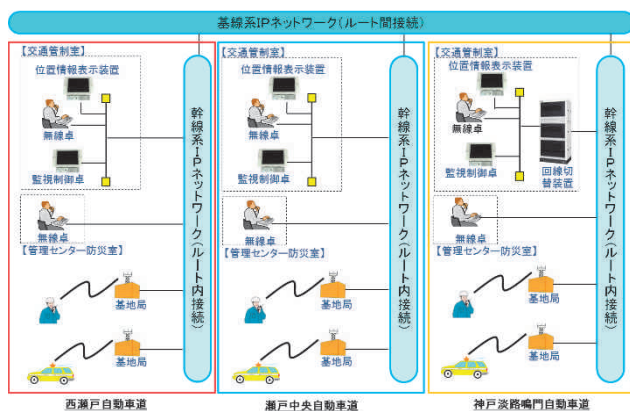 基線系IPネットワーク(ルート間接続)
【交通管制室】
位置情報表示装置
無線卓
監視制御卓
無線卓
【管理センター防災室】
基地局
基地局
幹線系IPネットワーク(ルート内接続)
西瀬戸自動車道
【交通管制室】
位置情報表示装置
無線卓
監視制御卓
無線卓
【管理センター防災室】
基地局
基地局
幹線系IPネットワーク(ルート内接続)
瀬戸中央自動車道
【交通管制室】
位置情報表示装置
無線卓
監視制御卓
回線切
替装置
無線卓
【管理センター防災室】
基地局
基地局
幹線系IPネットワーク(ルート内接続)
神戸淡路鳴門自動車道